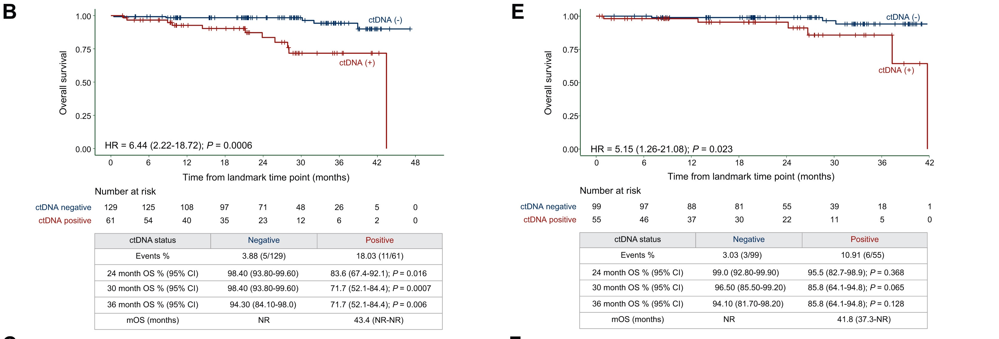 B
1.00
0.75
0.50
0.25
0.00
Overall survival
ctDNA (-)
ctDNA (+)
HR = 6.44 (2.22-18.72); P = 0.0006
0 6 12 18 24 30 36 42 48
Time from landmark time point (months)
Number at risk
ctDNA negative 129 125 108 97 71 48 26 5 0
ctDNA positive 61 54 40 35 23 12 6 2 0
ctDNA status Negative Positive
Events % 3.88 (5/129) 18.03 (11/61)
24 month OS % (95% CI) 98.40 (93.80-99.60) 83.6 (67.4-92.1); P = 0.016
30 month OS % (95% CI) 98.40 (93.80-99.60) 71.7 (52.1-84.4); P = 0.0007
36 month OS % (95% CI) 94.30 (84.10-98.0) 71.7 (52.1-84.4); P = 0.006
mOS (months) NR 43.4 (NR-NR)
E
1.00
0.75
0.50
0.25
0.00
Overall survival
ctDNA (-)
ctDNA (+)
HR = 5.15 (1.26-21.08); P = 0.023
0 6 12 18 24 30 36 42
Time from landmark time point (months)
Number at risk
ctDNA negative 99 97 88 81 55 39 18 1
ctDNA positive 55 46 37 30 22 11 5 0
ctDNA status Negative Positive
Events % 3.03 (3/99) 10.91 (6/55)
24 month OS % (95% CI) 99.0 (92.80-99.90) 95.5 (82.7-98.9); P = 0.368
30 month OS % (95% CI) 96.50 (85.50-99.20) 85.8 (64.1-94.8); P = 0.065
36 month OS % (95% CI) 94.10 (81.70-98.20) 85.8 (64.1-94.8); P = 0.128
mOS (months) NR 41.8 (37.3-NR)